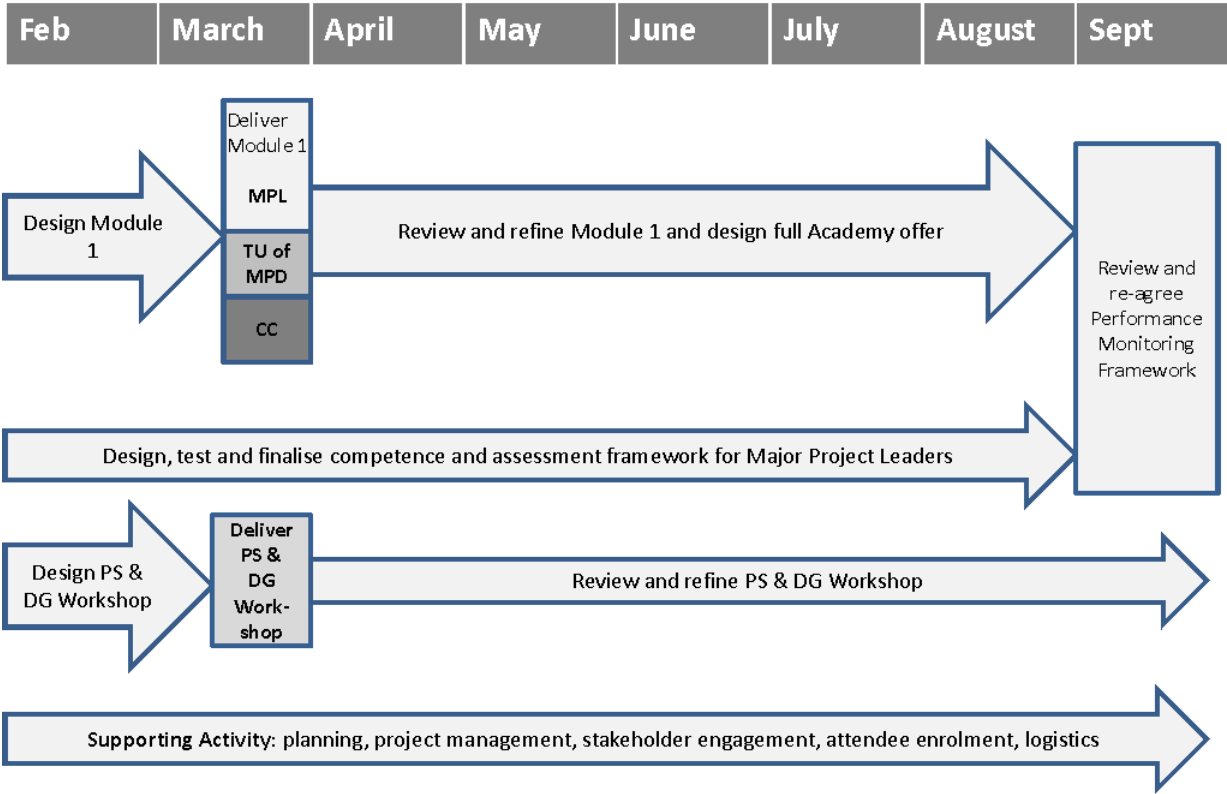 Feb March April May June July August Sept
Deliver
Module 1
MPL
TU of
MPD
CC
Design Module
1
Review and refine Module 1 and design full Academy offer
Review and
re-agree
Performance
Monitoring
Framework
Design, test and finalise competence and assessment framework for Major Project Leaders
Design PS &
DG Workshop
Deliver
PS &
DG
Work-
shop
Review and refine PS & DG Workshop
Supporting Activity: planning, project management, stakeholder engagement, attendee enrolment, logistics